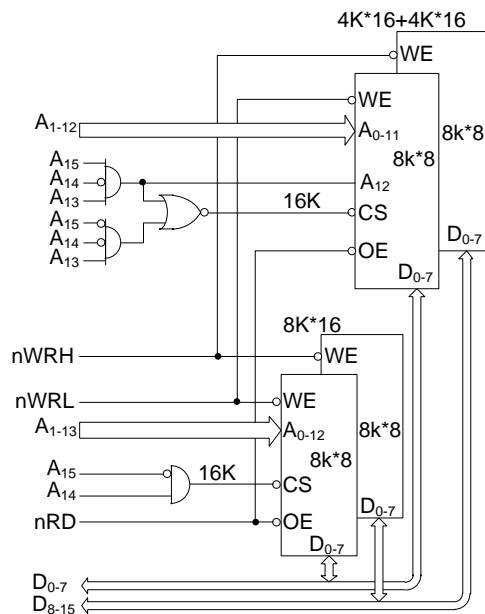 4K*16+4K*16
WE
WE
A1-12
A0-11
8k*8
8k*8
A15
A14
A13
A12
16K
CS
A15
A14
A13
OE
D0-7
D0-7
8K*16
nWRH
WE
nWRL
WE
A1-13
A0-12
8k*8
8k*8
A15
16K
CS
A14
nRD
OE
D0-7
D0-7
D0-7
D8-15